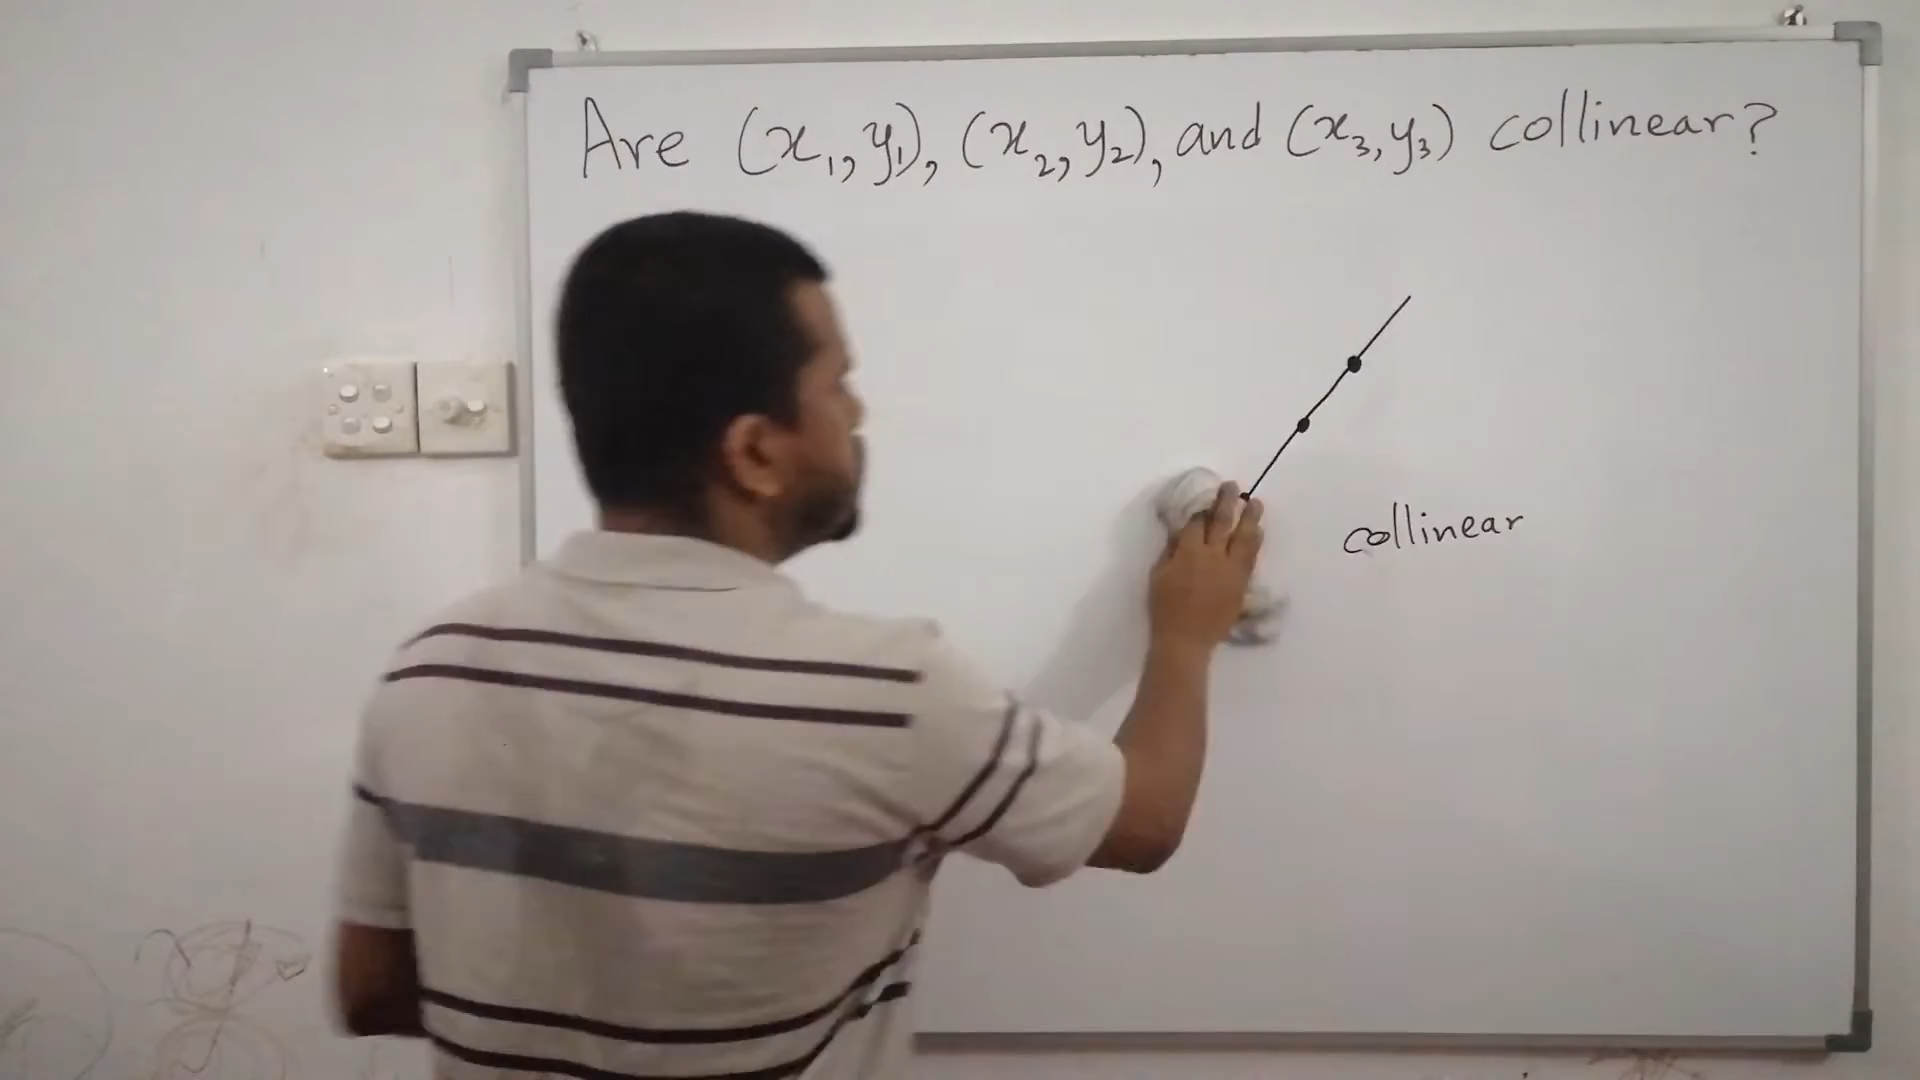 Are (x₁, y₁), (x₂, y₂), and (x₃, y₃) collinear?
collinear